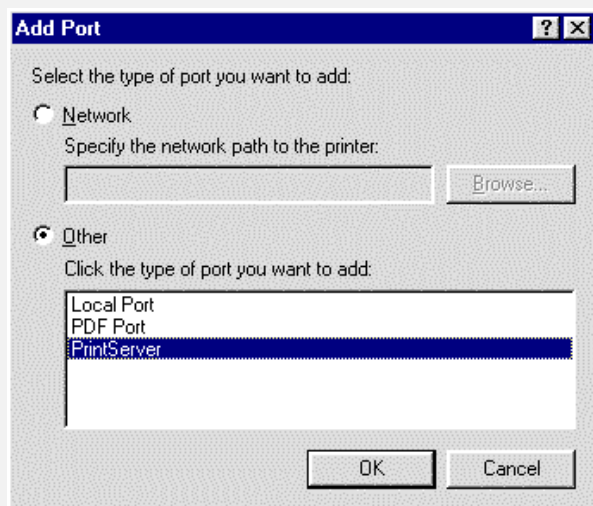 Add Port
Select the type of port you want to add:
Network
Specify the network path to the printer:
Browse...
Other
Click the type of port you want to add:
Local Port
PDF Port
PrintServer
OK Cancel